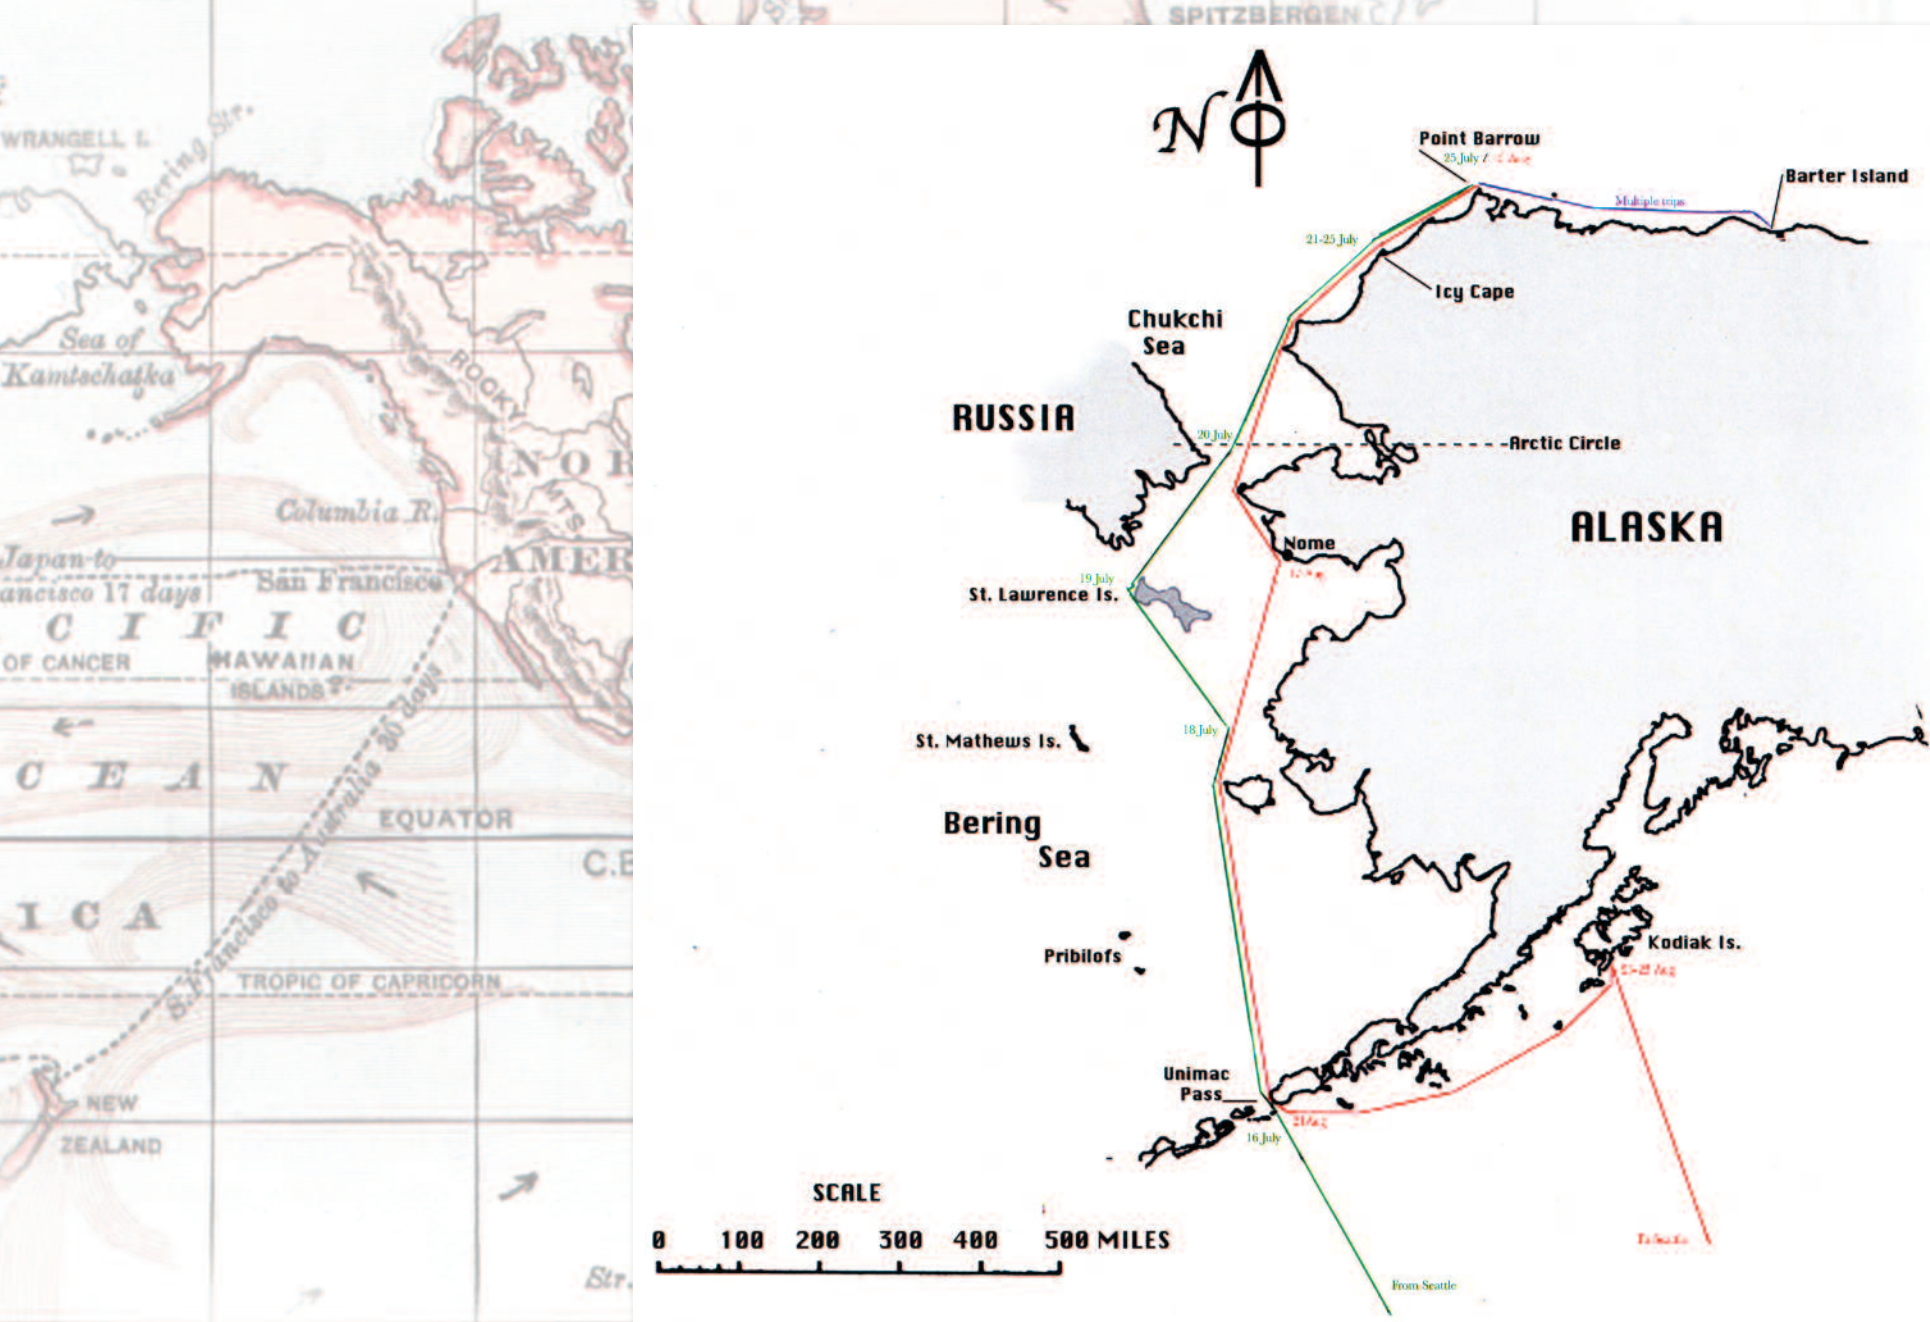 SPITZBERGEN
WRANGELL I.
Bering Str.
Sea of
Kamtschatka
ROCKY
MTS.
NOR
AMER
Columbia R.
Japan to
San Francisco
ancisco 17 days
C I F I C
OF CANCER
HAWAIIAN
ISLANDS
C E A N
EQUATOR
S. Francisco to Australia 36 days
C.E
I C A
TROPIC OF CAPRICORN
NEW
ZEALAND
Str.
N
Point Barrow
25 July /
Barter Island
Multiple trips
21-25 July
Icy Cape
Chukchi
Sea
RUSSIA
20 July
Arctic Circle
ALASKA
Nome
19 July
St. Lawrence Is.
18 July
St. Mathews Is.
Bering
Sea
Pribilofs
Kodiak Is.
Unimac
Pass
21 Aug
16 July
SCALE
0 100 200 300 400 500 MILES
From Seattle